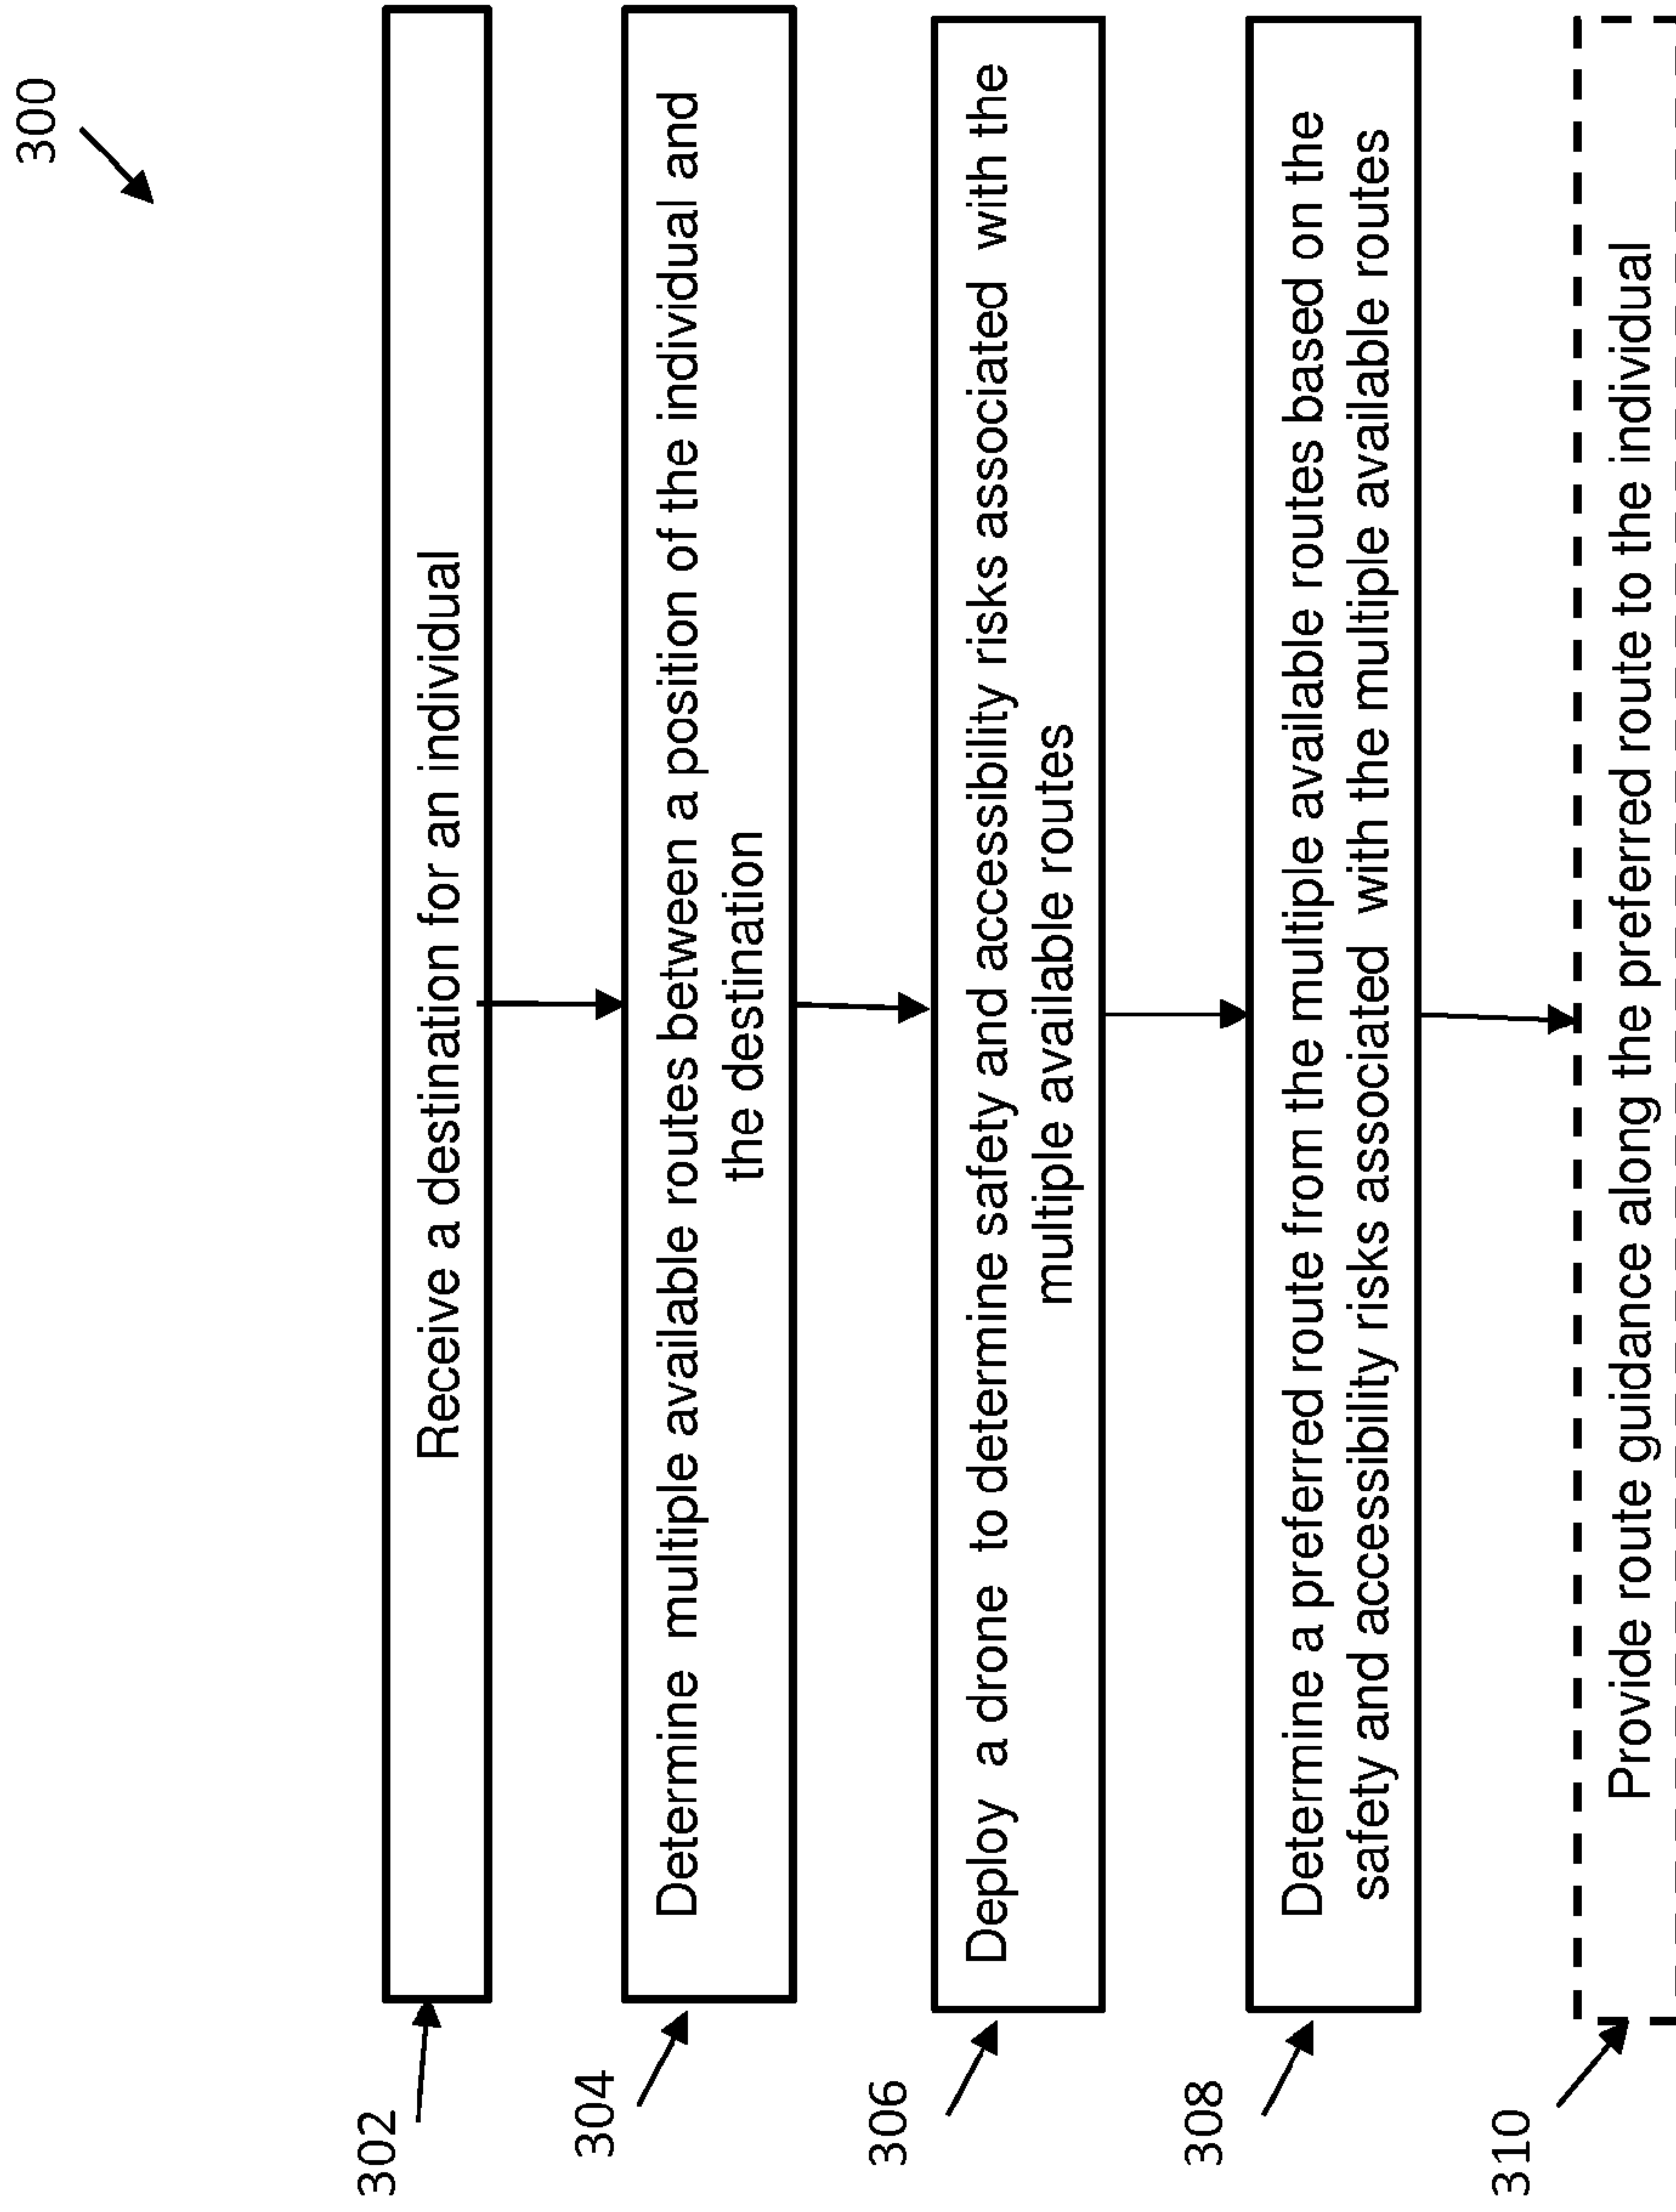 300
302
Receive a destination for an individual
304
Determine multiple available routes between a position of the individual and
the destination
306
Deploy a drone to determine safety and accessibility risks associated with the
multiple available routes
308
Determine a preferred route from the multiple available routes based on the
safety and accessibility risks associated with the multiple available routes
310
Provide route guidance along the preferred route to the individual